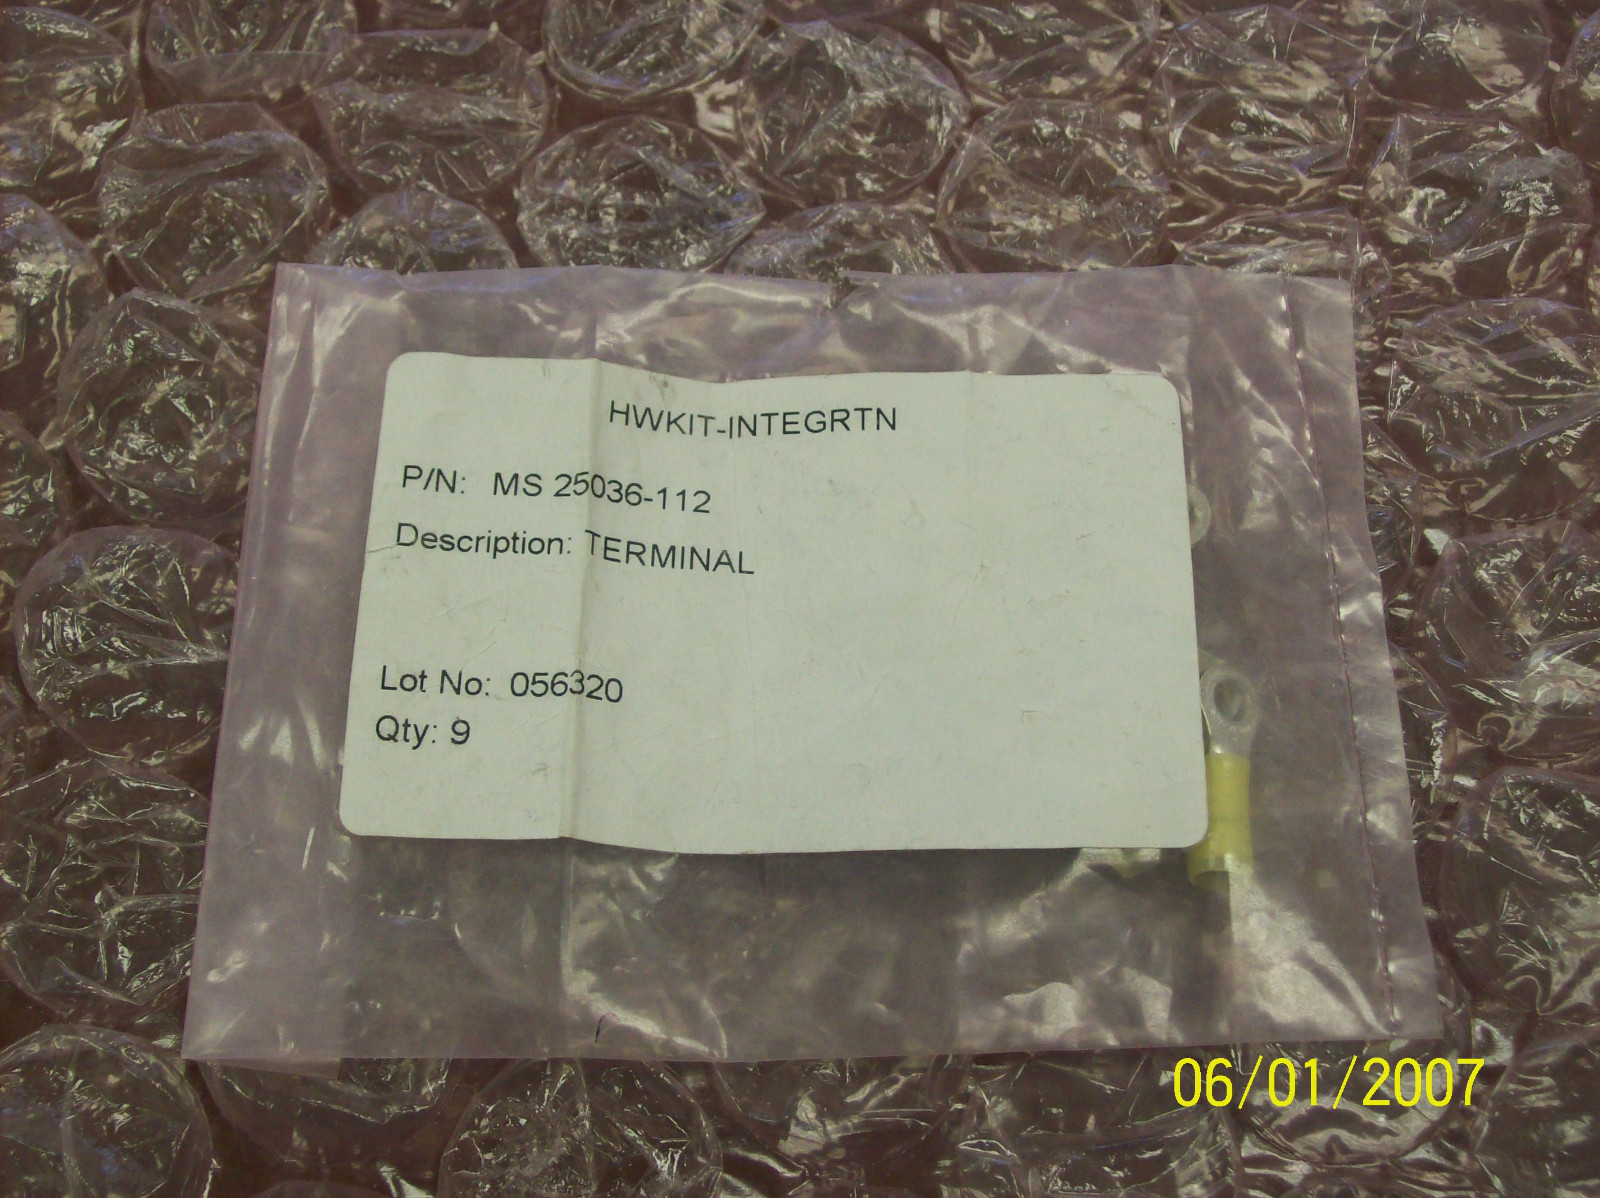 HWKIT-INTEGRTN
P/N: MS 25036-112
Description: TERMINAL
Lot No: 056320
Qty: 9
06/01/2007